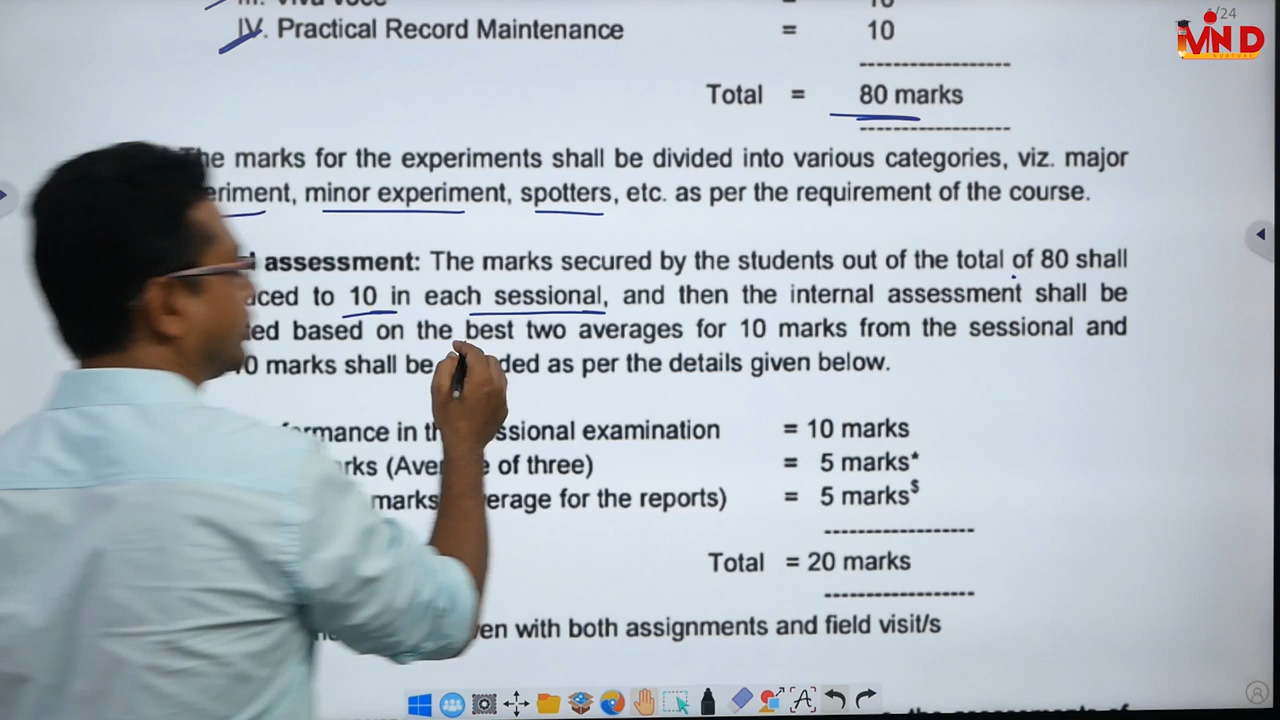 IV. Practical Record Maintenance = 10
Total = 80 marks
The marks for the experiments shall be divided into various categories, viz. major
eriment, minor experiment, spotters, etc. as per the requirement of the course.
assessment: The marks secured by the students out of the total of 80 shall
ced to 10 in each sessional, and then the internal assessment shall be
ted based on the best two averages for 10 marks from the sessional and
0 marks shall be ded as per the details given below.
rmance in th ssional examination = 10 marks
rks (Ave e of three) = 5 marks*
marks erage for the reports) = 5 marks$
Total = 20 marks
en with both assignments and field visit/s
/24
MIND